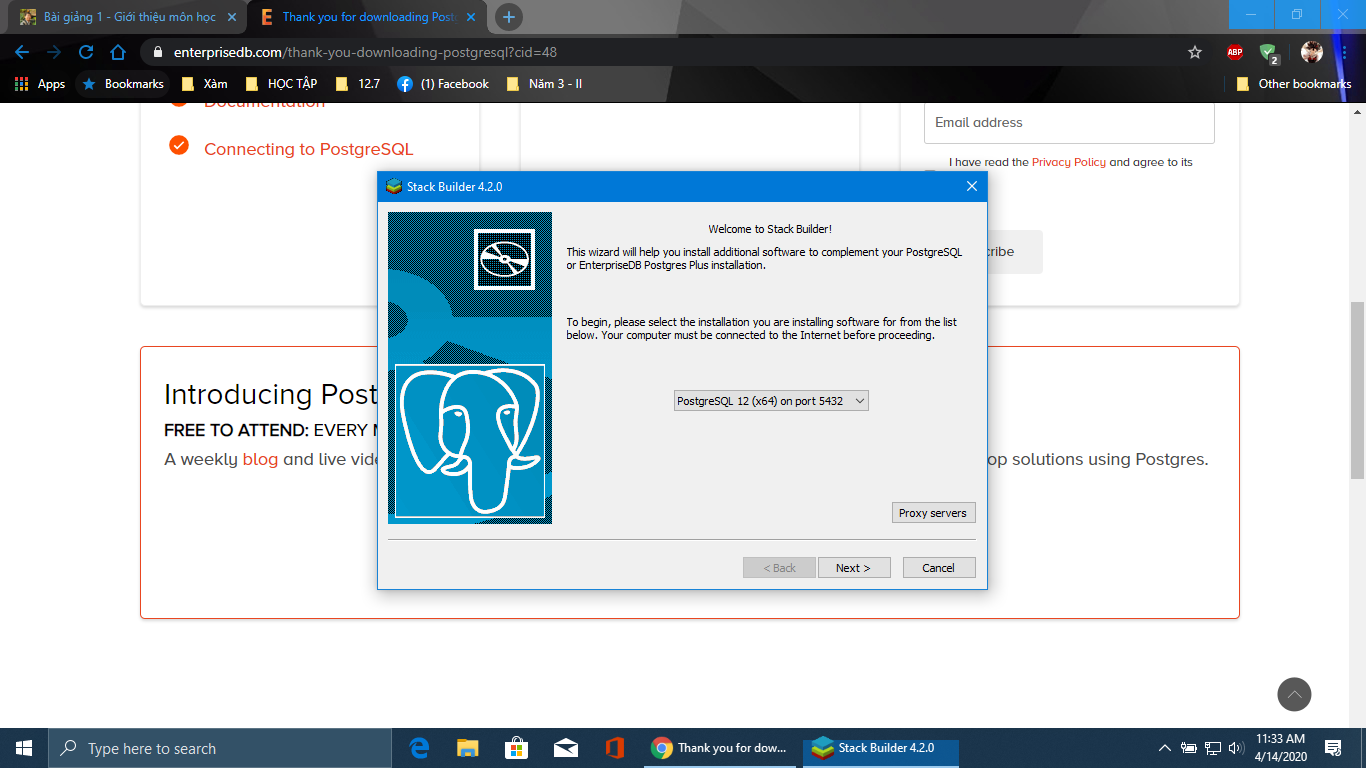 Bài giảng 1 - Giới thiệu môn học
Thank you for downloading Post
enterprisedb.com/thank-you-downloading-postgresql?cid=48
ABP
2
Apps
Bookmarks
Xàm
HỌC TẬP
12.7
(1) Facebook
Năm 3 - II
Other bookmarks
Documentation
Connecting to PostgreSQL
Email address
I have read the Privacy Policy and agree to its
Stack Builder 4.2.0
Welcome to Stack Builder!
This wizard will help you install additional software to complement your PostgreSQL
or EnterpriseDB Postgres Plus installation.
To begin, please select the installation you are installing software for from the list
below. Your computer must be connected to the Internet before proceeding.
PostgreSQL 12 (x64) on port 5432
Proxy servers
< Back
Next >
Cancel
cribe
Introducing Post
FREE TO ATTEND: EVERY
A weekly blog and live vide
op solutions using Postgres.
Type here to search
Thank you for dow...
Stack Builder 4.2.0
11:33 AM
4/14/2020